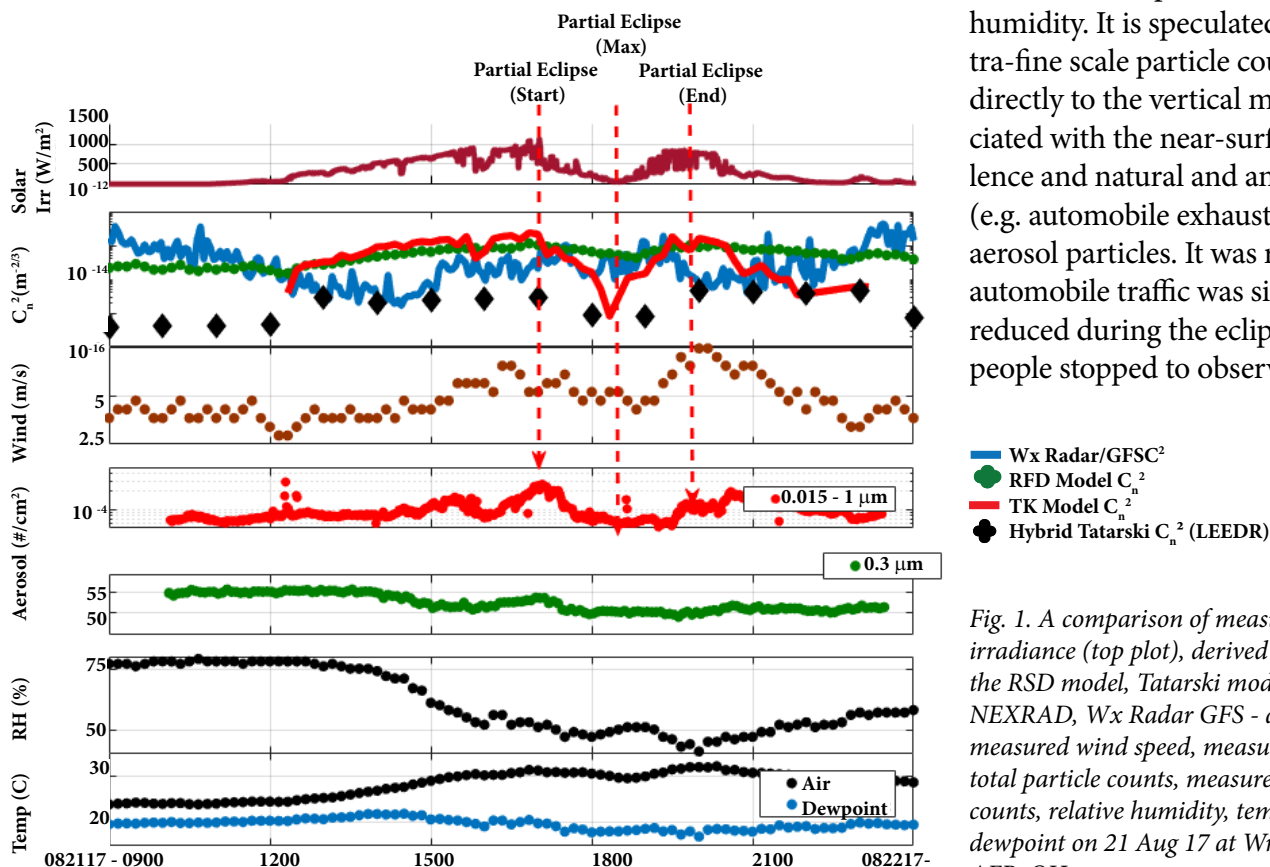 Partial Eclipse
(Max)
Partial Eclipse
(Start)
Partial Eclipse
(End)
Solar
Irr (W/m²)
1500
1000
500
10⁻¹²
Cₙ²(m⁻²ᐟ³)
10⁻¹⁴
10⁻¹⁶
Wind (m/s)
5
2.5
Aerosol (#/cm²)
10⁻⁴
0.015 - 1 µm
0.3 µm
55
50
RH (%)
75
50
Temp (C)
30
20
Air
Dewpoint
082117 - 0900
1200
1500
1800
2100
082217-
humidity. It is speculated
tra-fine scale particle cou
directly to the vertical m
ciated with the near-surf
lence and natural and an
(e.g. automobile exhaust
aerosol particles. It was
automobile traffic was si
reduced during the eclip
people stopped to observ
Wx Radar/GFSC²
RFD Model Cₙ²
TK Model Cₙ²
Hybrid Tatarski Cₙ² (LEEDR)
Fig. 1. A comparison of meas
irradiance (top plot), derived
the RSD model, Tatarski mod
NEXRAD, Wx Radar GFS -
measured wind speed, measu
total particle counts, measure
counts, relative humidity, tem
dewpoint on 21 Aug 17 at Wr